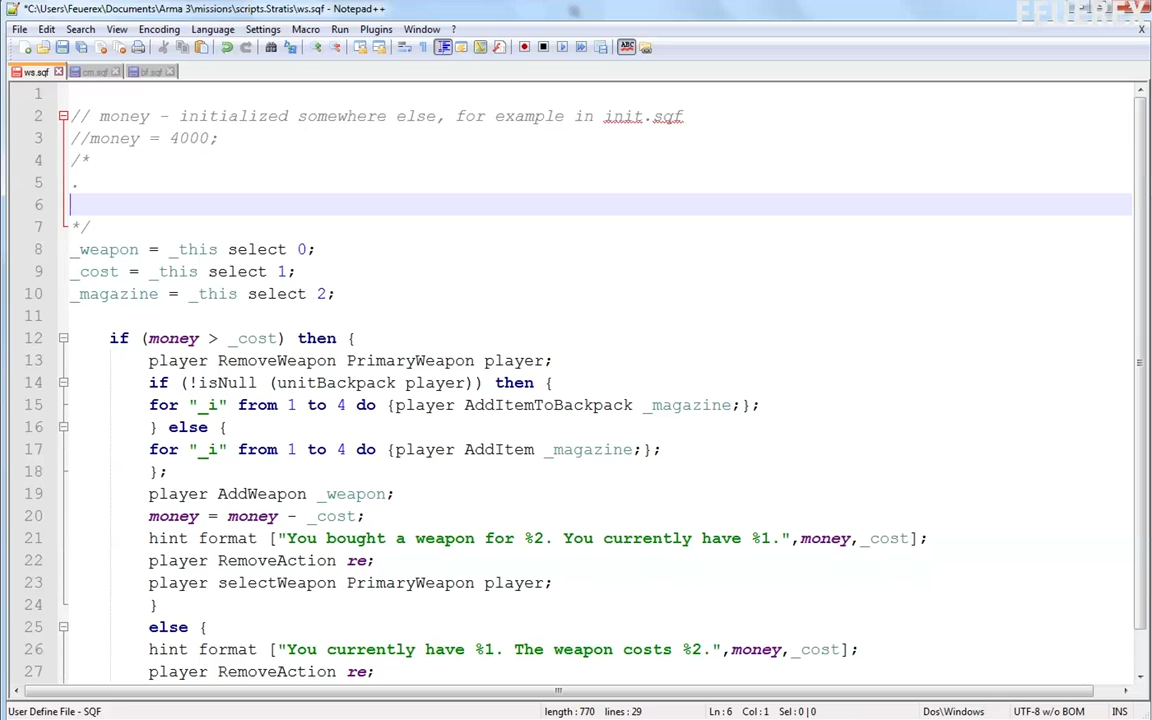 *C:\Users\Feuerex\Documents\Arma 3\missions\scripts.Stratis\ws.sqf - Notepad++
FEUEREX
File Edit Search View Encoding Language Settings Macro Run Plugins Window ? X
ws.sqf cm.sqf bf.sqf
1
2 // money - initialized somewhere else, for example in init.sqf
3 //money = 4000;
4 /*
5 .
6
7 */
8 _weapon = _this select 0;
9 _cost = _this select 1;
10 _magazine = _this select 2;
11
12 if (money > _cost) then {
13 player RemoveWeapon PrimaryWeapon player;
14 if (!isNull (unitBackpack player)) then {
15 for "_i" from 1 to 4 do {player AddItemToBackpack _magazine;};
16 } else {
17 for "_i" from 1 to 4 do {player AddItem _magazine;};
18 };
19 player AddWeapon _weapon;
20 money = money - _cost;
21 hint format ["You bought a weapon for %2. You currently have %1.",money,_cost];
22 player RemoveAction re;
23 player selectWeapon PrimaryWeapon player;
24 }
25 else {
26 hint format ["You currently have %1. The weapon costs %2.",money,_cost];
27 player RemoveAction re;
User Define File - SQF length : 770 lines : 29 Ln : 6 Col : 1 Sel : 0 | 0 Dos\Windows UTF-8 w/o BOM INS